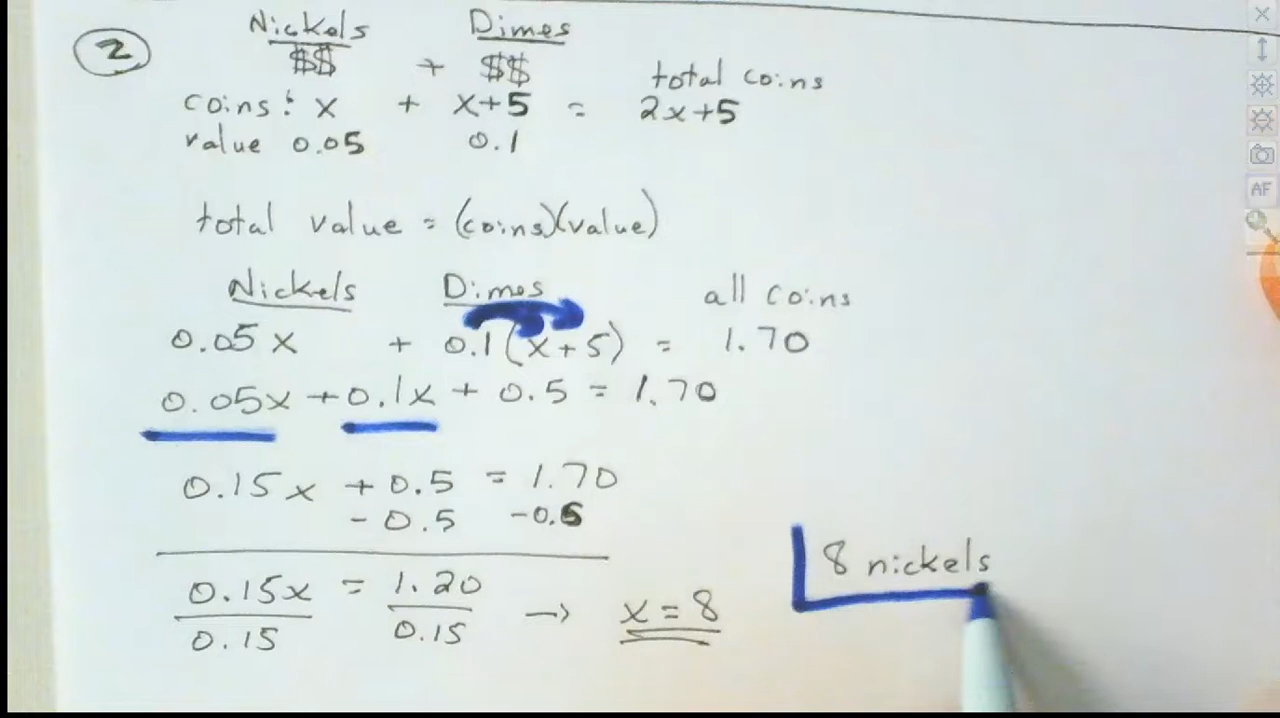 2
Nickels Dimes
$$ + $$ total coins
coins: x + x+5 = 2x+5
value 0.05 0.1
total value = (coins)(value)
Nickels Dimes all coins
0.05x + 0.1(x+5) = 1.70
0.05x + 0.1x + 0.5 = 1.70
0.15x + 0.5 = 1.70
- 0.5 -0.5
0.15x = 1.20
0.15 0.15 → x = 8
8 nickels
AF